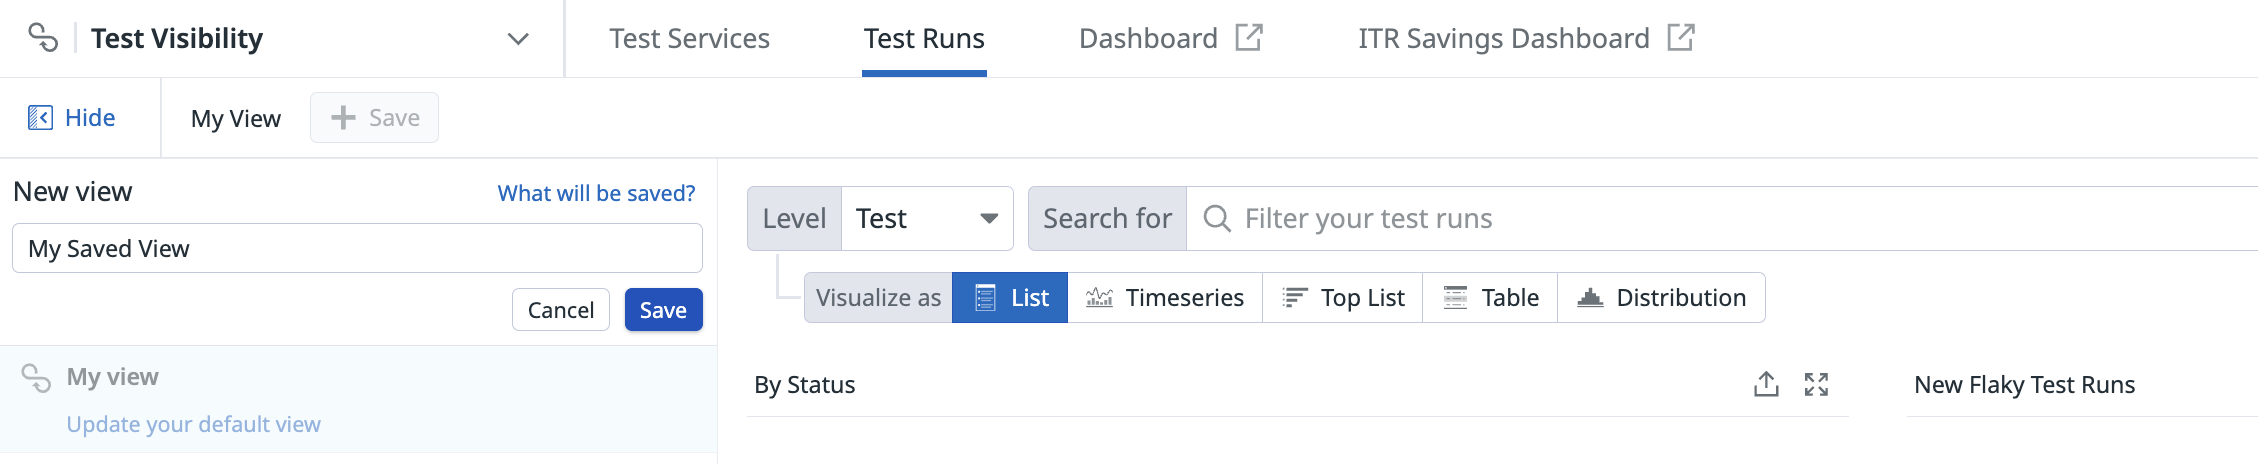 Test Visibility
Test Services
Test Runs
Dashboard
ITR Savings Dashboard
Hide
My View
Save
New view
What will be saved?
My Saved View
Cancel
Save
My view
Update your default view
Level
Test
Search for
Filter your test runs
Visualize as
List
Timeseries
Top List
Table
Distribution
By Status
New Flaky Test Runs